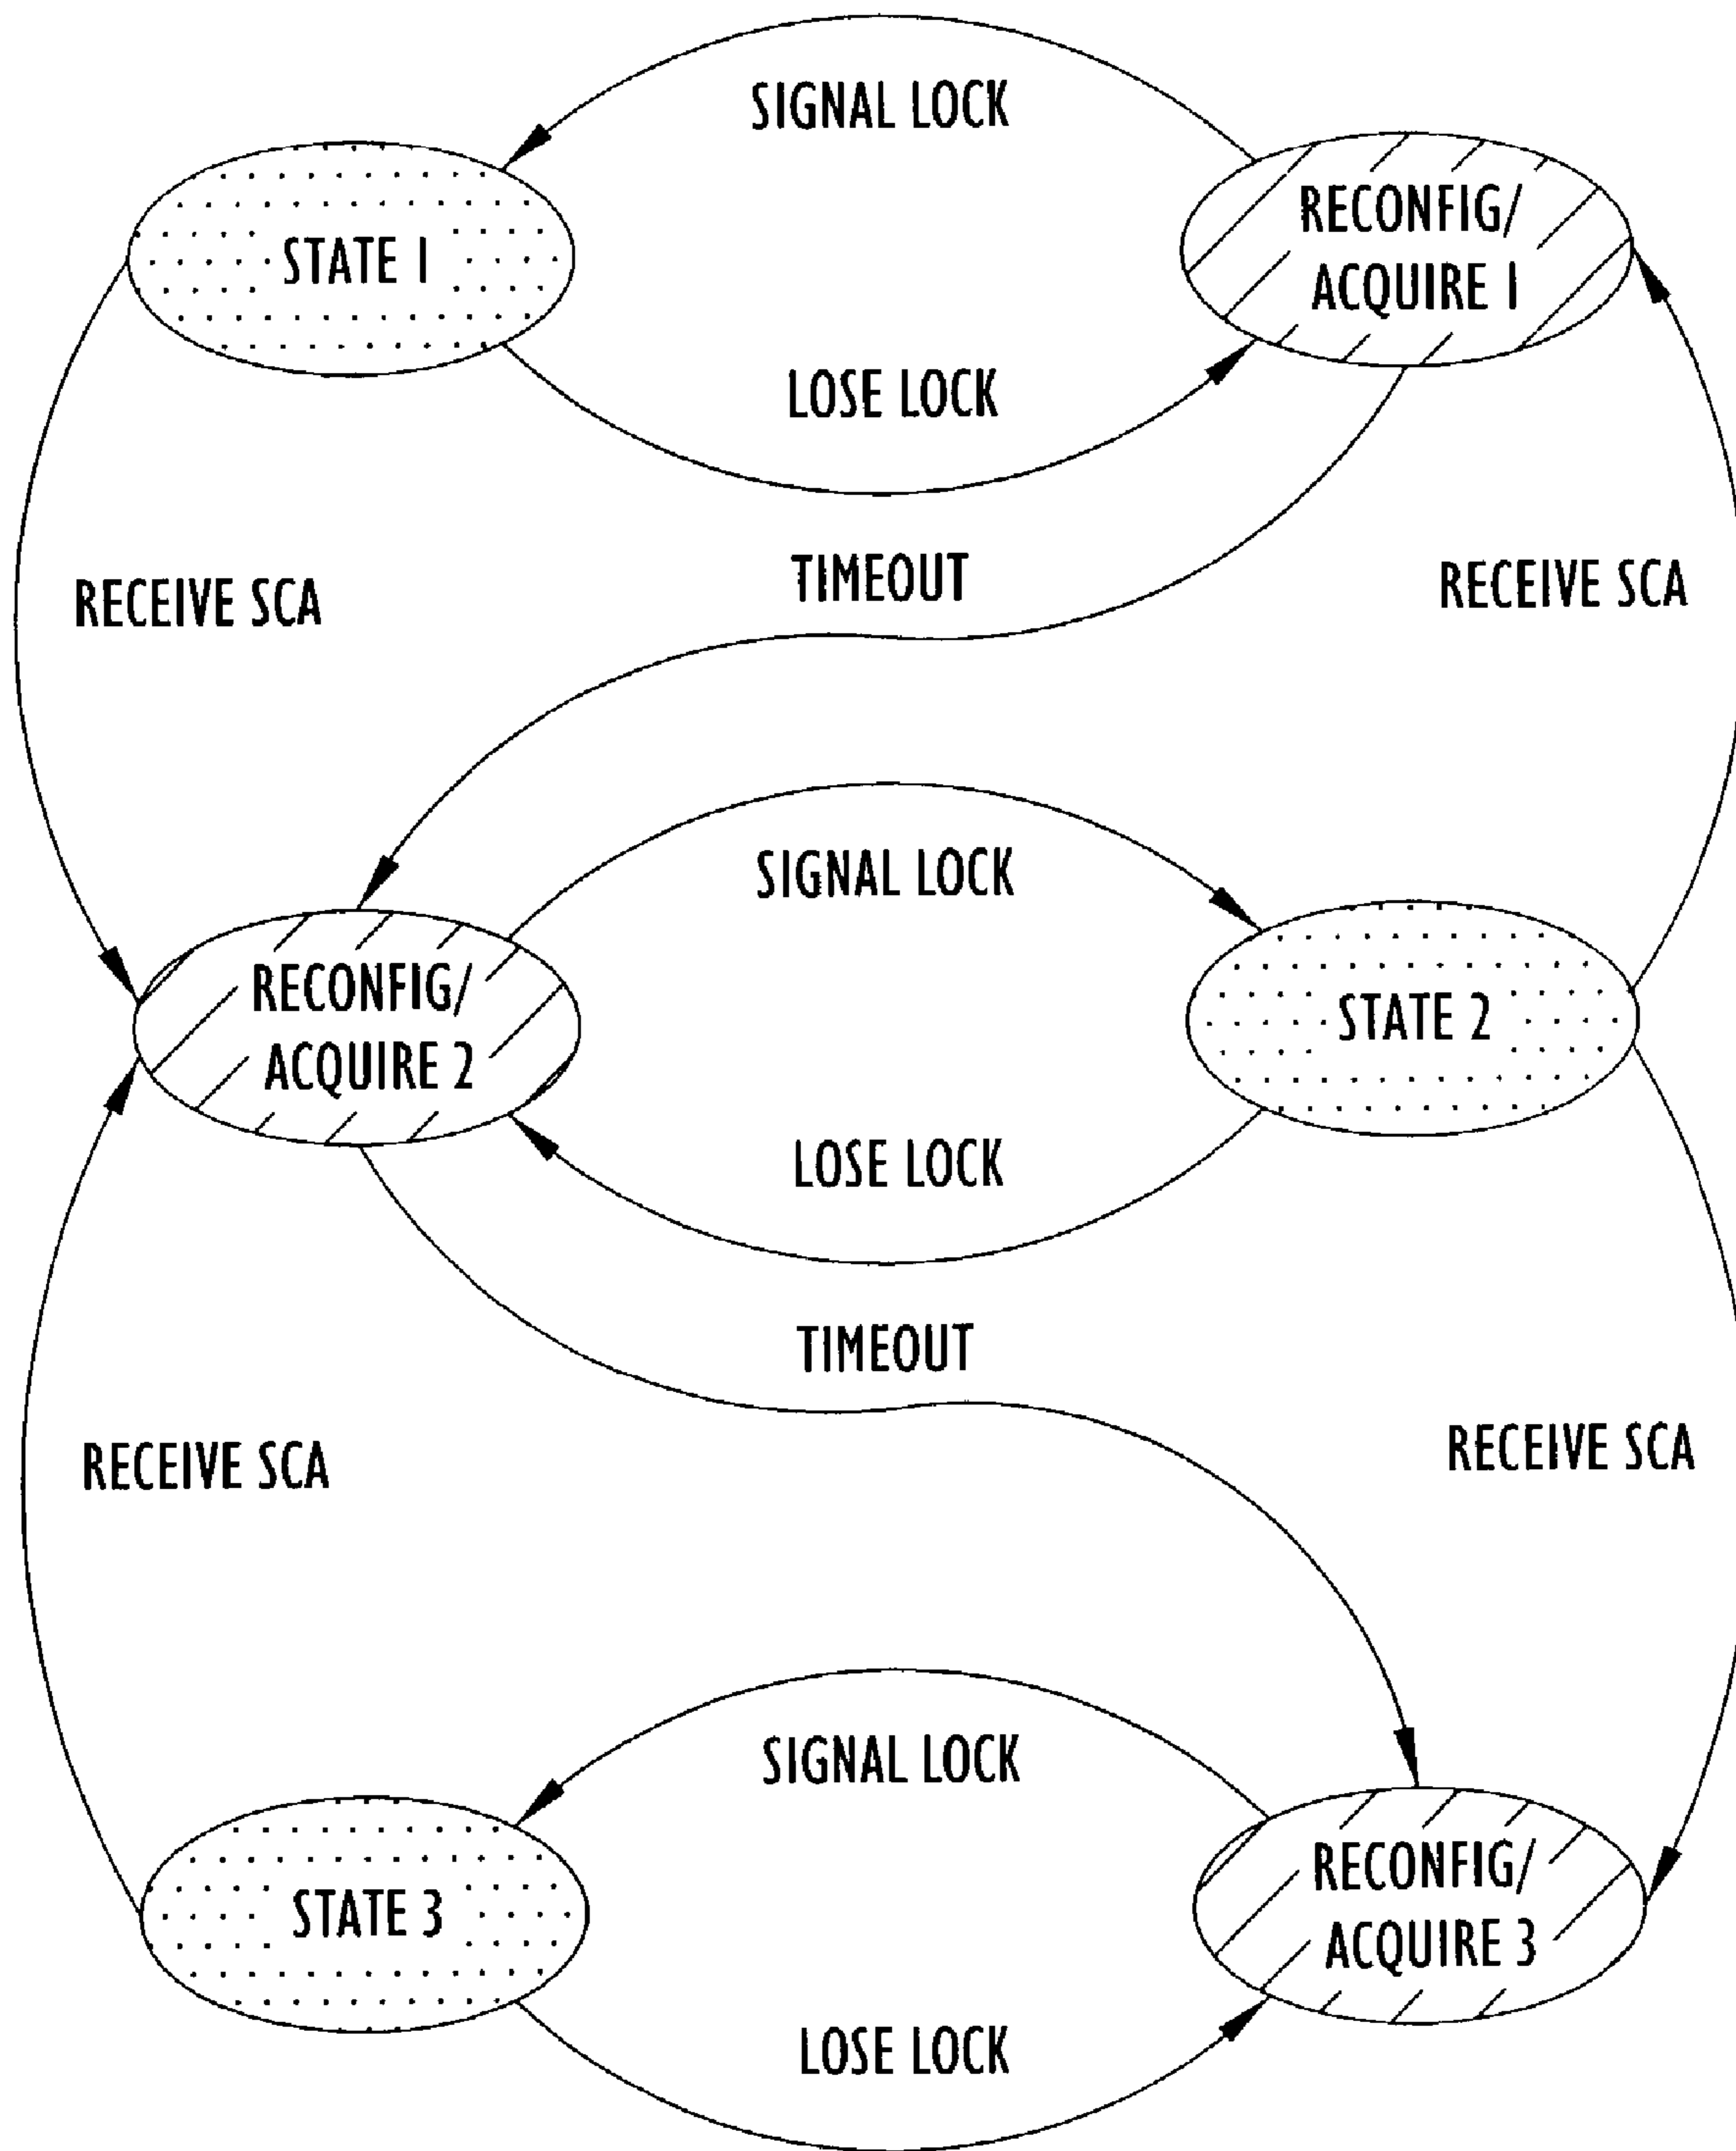 SIGNAL LOCK
STATE 1
RECONFIG/
ACQUIRE 1
LOSE LOCK
TIMEOUT
RECEIVE SCA
RECEIVE SCA
SIGNAL LOCK
RECONFIG/
ACQUIRE 2
STATE 2
LOSE LOCK
TIMEOUT
RECEIVE SCA
RECEIVE SCA
SIGNAL LOCK
STATE 3
RECONFIG/
ACQUIRE 3
LOSE LOCK